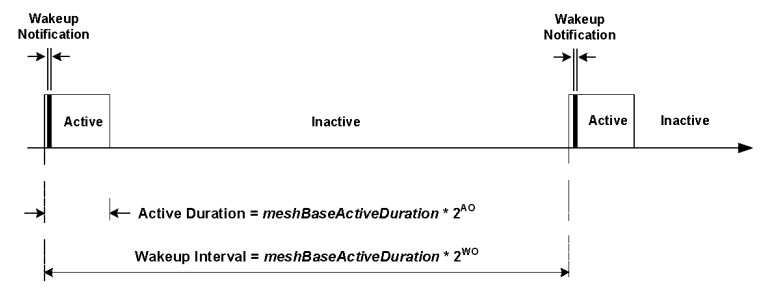 Wakeup
Notification
Wakeup
Notification
Active
Inactive
Active
Inactive
Active Duration = meshBaseActiveDuration * 2^AO
Wakeup Interval = meshBaseActiveDuration * 2^WO